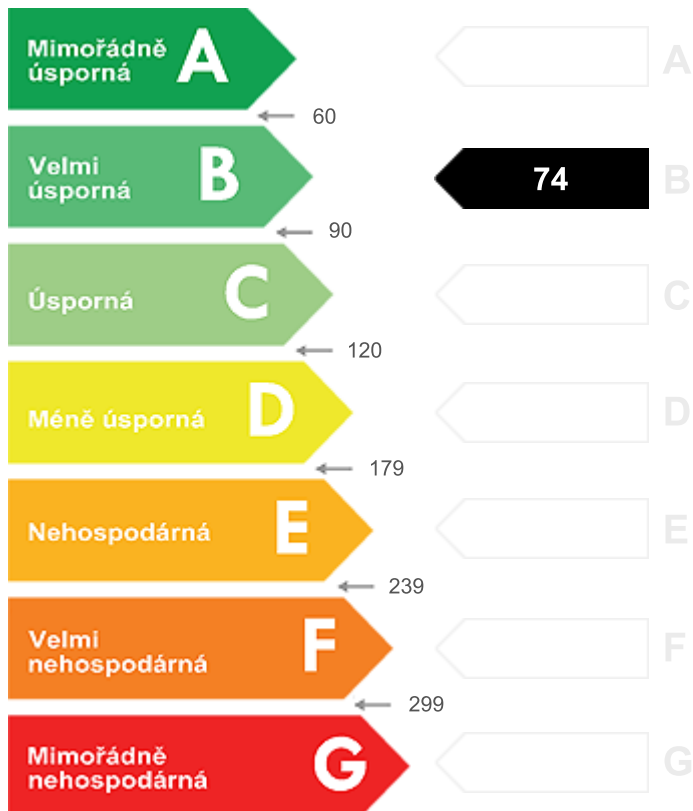 Mimořádně
úsporná
A
A
60
Velmi
úsporná
B
74
B
90
Úsporná
C
C
120
Méně úsporná
D
D
179
Nehospodárná
E
E
239
Velmi
nehospodárná
F
F
299
Mimořádně
nehospodárná
G
G